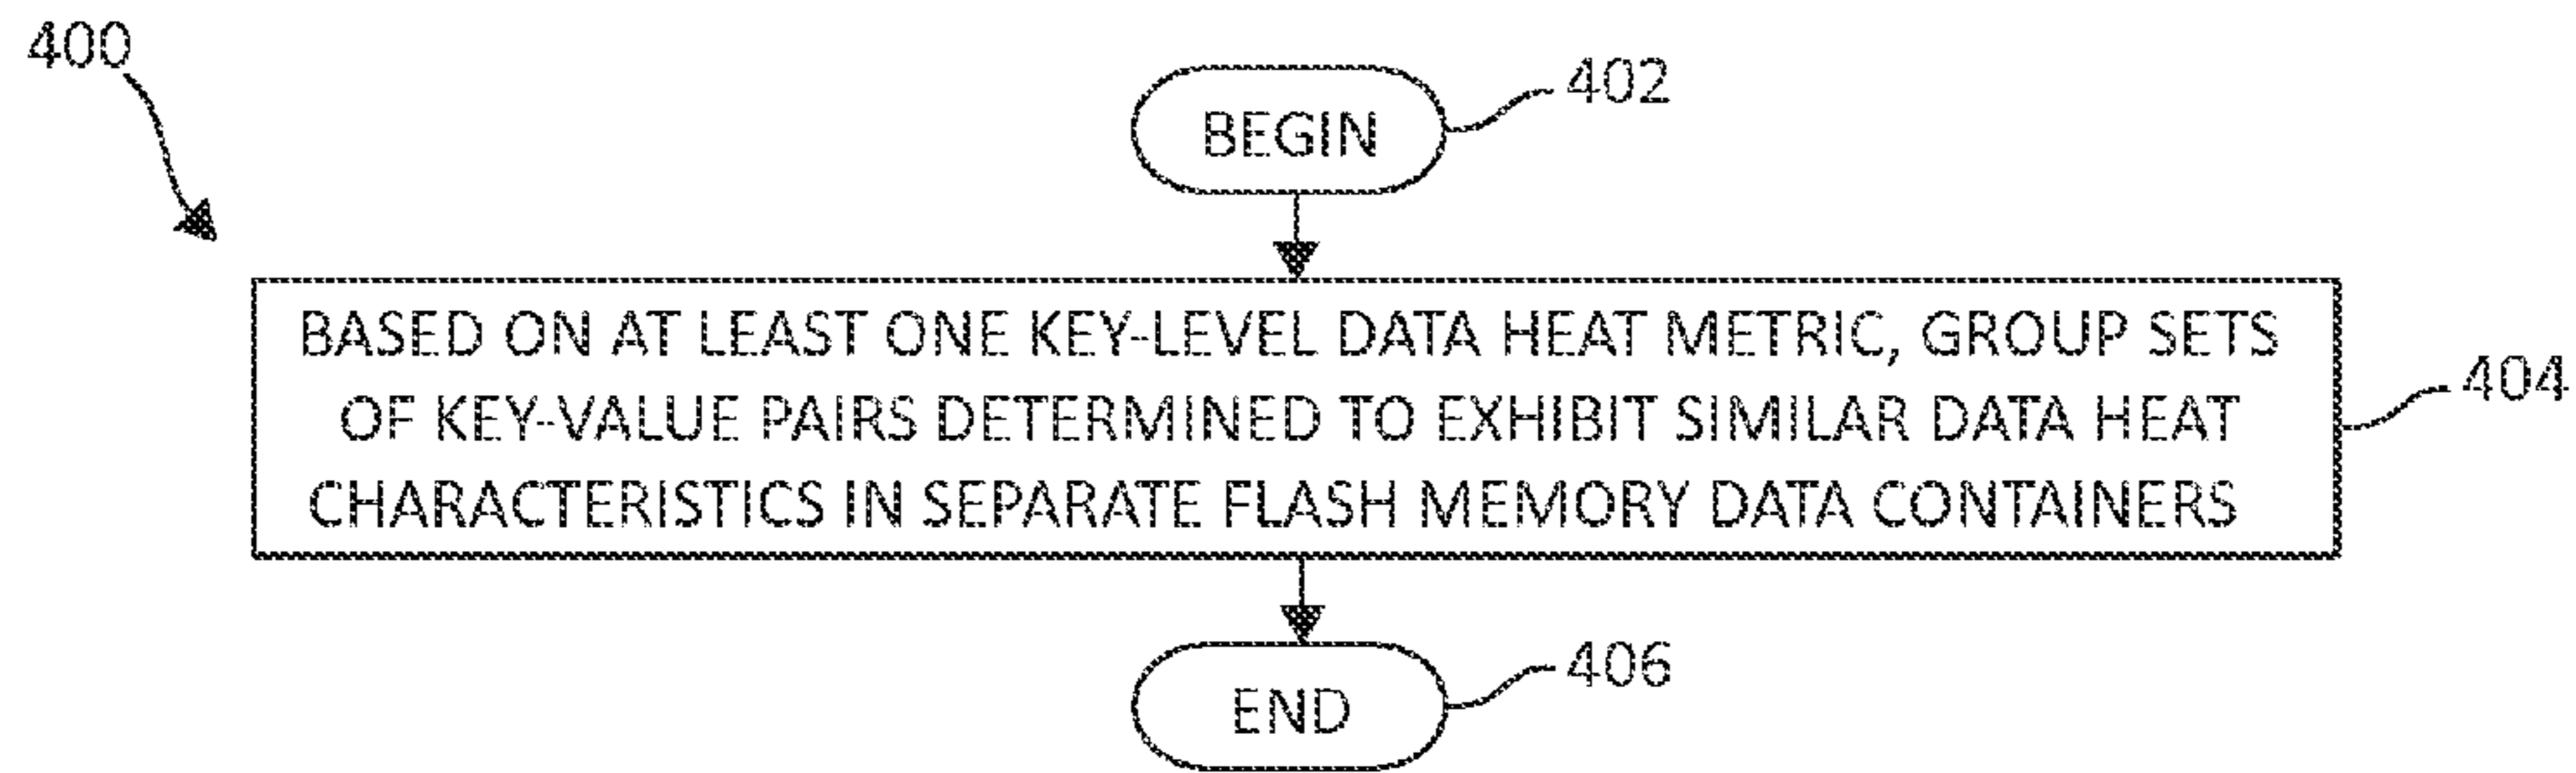 400
BEGIN
402
BASED ON AT LEAST ONE KEY-LEVEL DATA HEAT METRIC, GROUP SETS
OF KEY-VALUE PAIRS DETERMINED TO EXHIBIT SIMILAR DATA HEAT
CHARACTERISTICS IN SEPARATE FLASH MEMORY DATA CONTAINERS
404
END
406